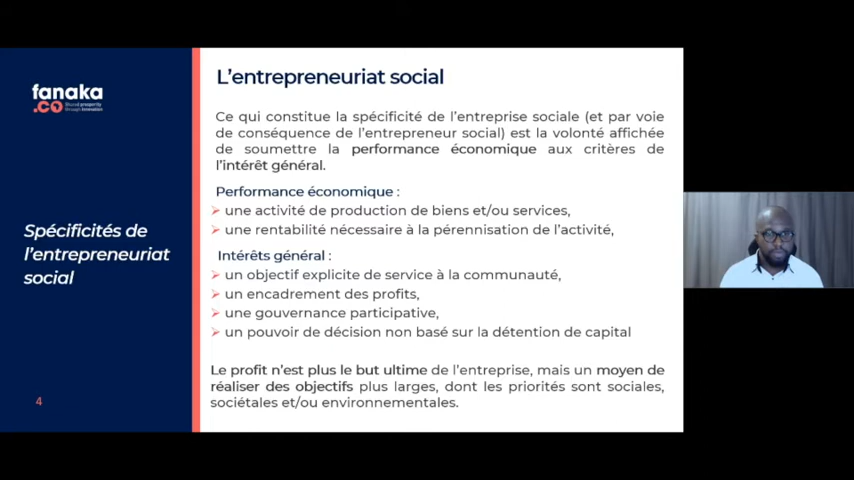 fanaka
.co Shared prosperity
through innovation
Spécificités de
l'entrepreneuriat
social
4
L'entrepreneuriat social
Ce qui constitue la spécificité de l'entreprise sociale (et par voie
de conséquence de l'entrepreneur social) est la volonté affichée
de soumettre la performance économique aux critères de
l'intérêt général.
Performance économique :
➢ une activité de production de biens et/ou services,
➢ une rentabilité nécessaire à la pérennisation de l'activité,
Intérêts général :
➢ un objectif explicite de service à la communauté,
➢ un encadrement des profits,
➢ une gouvernance participative,
➢ un pouvoir de décision non basé sur la détention de capital
Le profit n'est plus le but ultime de l'entreprise, mais un moyen de
réaliser des objectifs plus larges, dont les priorités sont sociales,
sociétales et/ou environnementales.